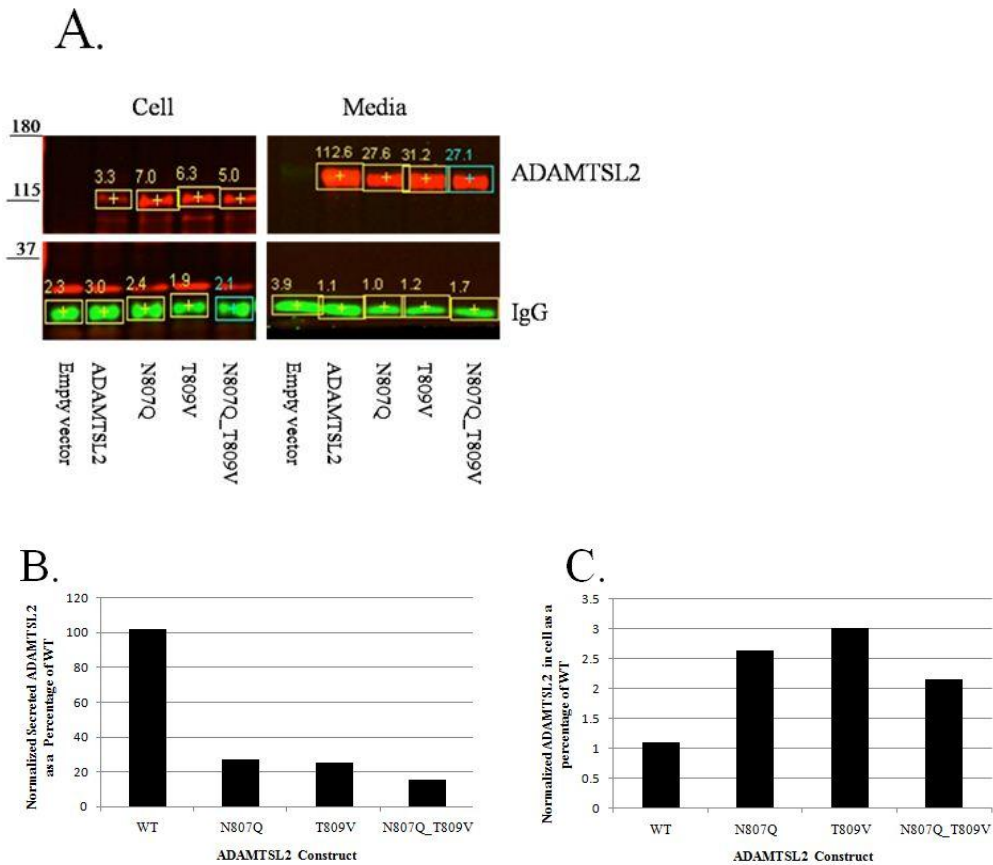 A.
Cell Media
180
3.3 7.0 6.3 5.0 112.6 27.6 31.2 27.1
ADAMTSL2
115
37
2.3 3.0 2.4 1.9 2.1 3.9 1.1 1.0 1.2 1.7
IgG
Empty vector
ADAMTSL2
N807Q
T809V
N807Q_T809V
Empty vector
ADAMTSL2
N807Q
T809V
N807Q_T809V
B.
Normalized Secreted ADAMTSL2
as a Percentage of WT
120
100
80
60
40
20
0
WT N807Q T809V N807Q_T809V
ADAMTSL2 Construct
C.
Normalized ADAMTSL2 in cell as a
percentage of WT
3.5
3
2.5
2
1.5
1
0.5
0
WT N807Q T809V N807Q_T809V
ADAMTSL2 Construct